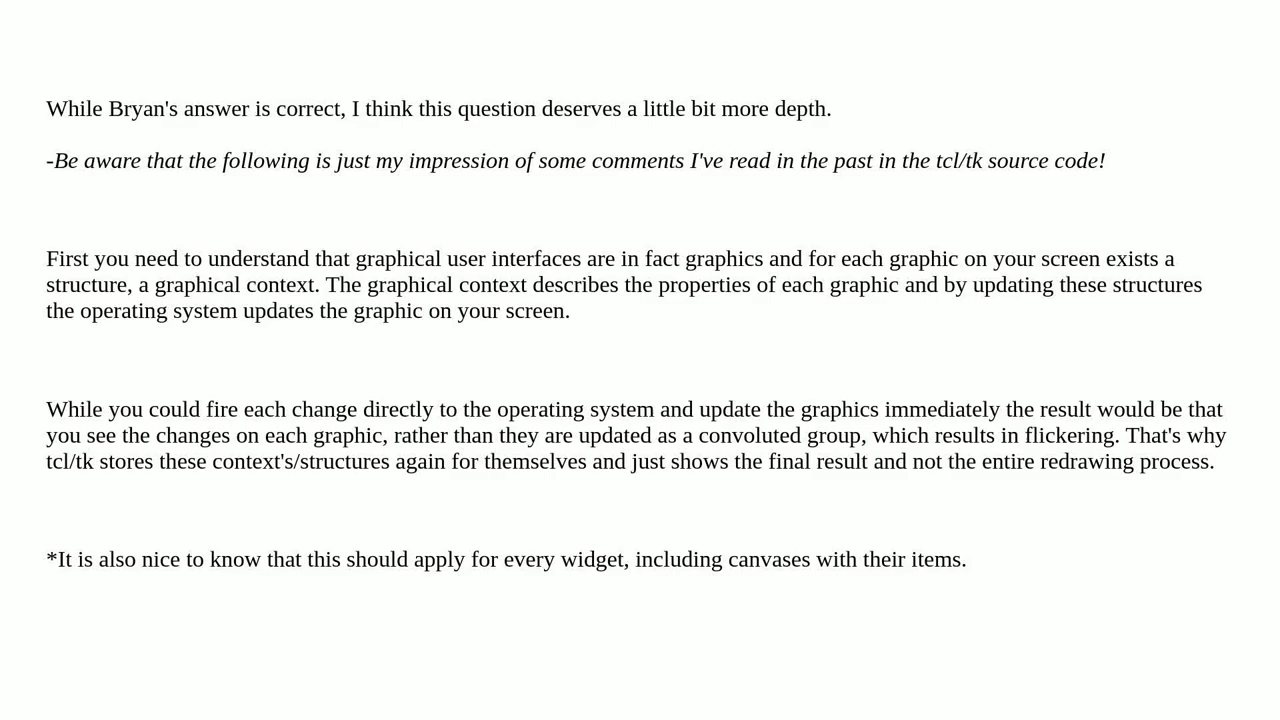 While Bryan's answer is correct, I think this question deserves a little bit more depth.
-Be aware that the following is just my impression of some comments I've read in the past in the tcl/tk source code!
First you need to understand that graphical user interfaces are in fact graphics and for each graphic on your screen exists a
structure, a graphical context. The graphical context describes the properties of each graphic and by updating these structures
the operating system updates the graphic on your screen.
While you could fire each change directly to the operating system and update the graphics immediately the result would be that
you see the changes on each graphic, rather than they are updated as a convoluted group, which results in flickering. That's why
tcl/tk stores these context's/structures again for themselves and just shows the final result and not the entire redrawing process.
*It is also nice to know that this should apply for every widget, including canvases with their items.